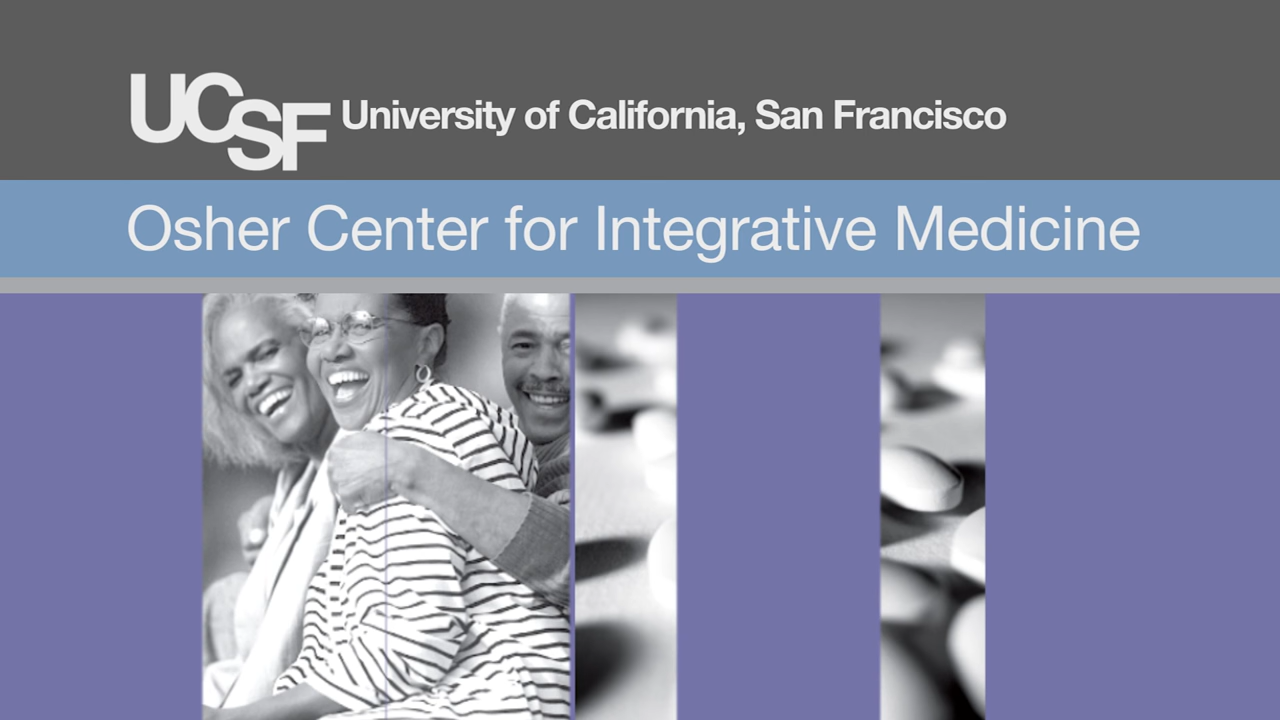 UCSF University of California, San Francisco
Osher Center for Integrative Medicine